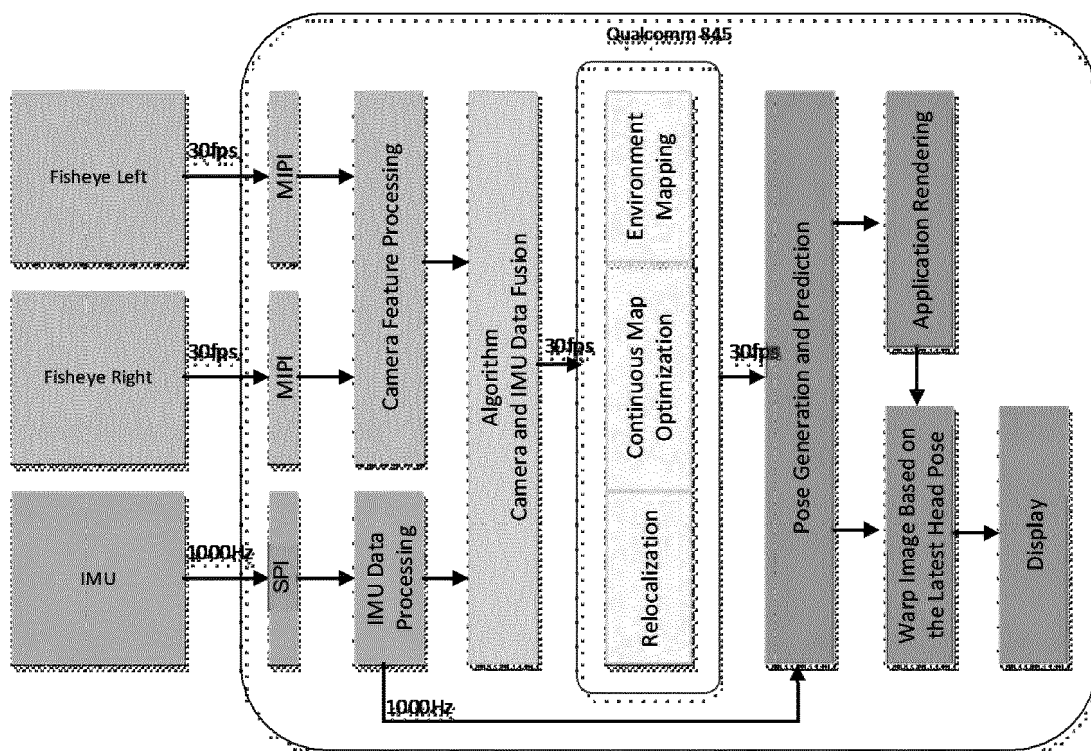 Qualcomm 845
Fisheye Left
30fps
MIPI
Fisheye Right
30fps
MIPI
IMU
1000Hz
SPI
Camera Feature Processing
IMU Data
Processing
1000Hz
Algorithm
Camera and IMU Data Fusion
30fps
Environment
Mapping
Continuous Map
Optimization
Relocalization
30fps
Pose Generation and Prediction
Application Rendering
Warp Image Based on
the Latest Head Pose
Display